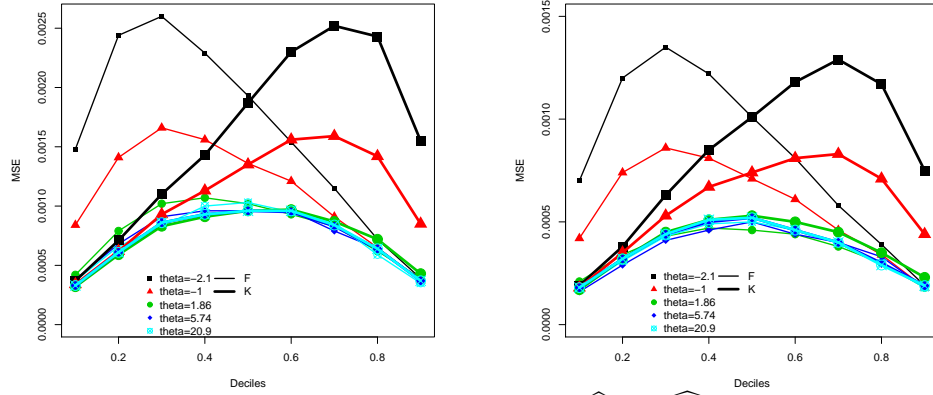 0.0000 0.0005 0.0010 0.0015 0.0020 0.0025
MSE
theta=−2.1 F
theta=−1 K
theta=1.86
theta=5.74
theta=20.9
0.2 0.4 0.6 0.8
Deciles
0.0000 0.0005 0.0010 0.0015
MSE
theta=−2.1 F
theta=−1 K
theta=1.86
theta=5.74
theta=20.9
0.2 0.4 0.6 0.8
Deciles